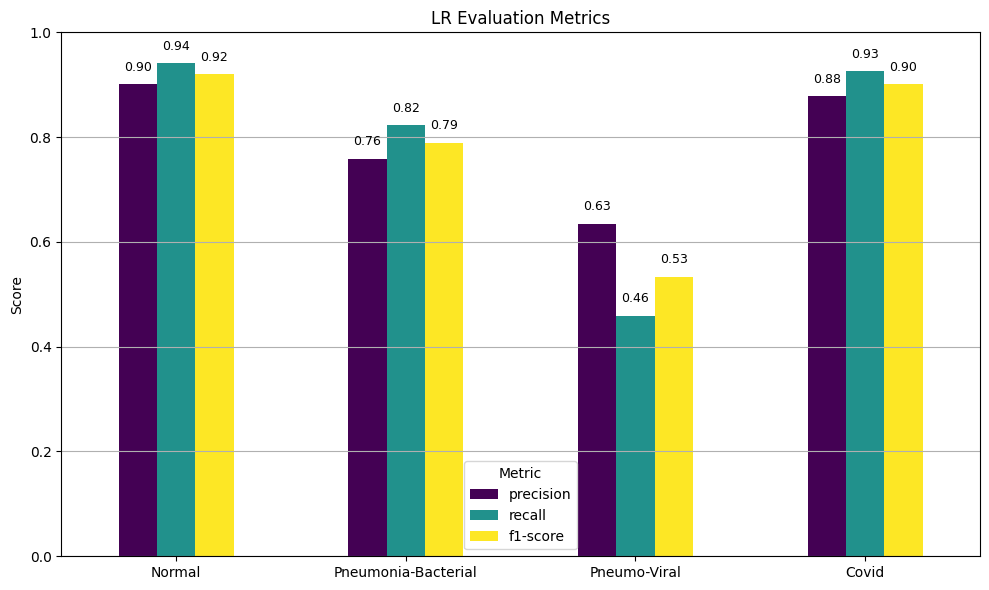 LR Evaluation Metrics
Score
1.0
0.8
0.6
0.4
0.2
0.0
0.90
0.94
0.92
0.76
0.82
0.79
0.63
0.46
0.53
0.88
0.93
0.90
Metric
precision
recall
f1-score
Normal
Pneumonia-Bacterial
Pneumo-Viral
Covid